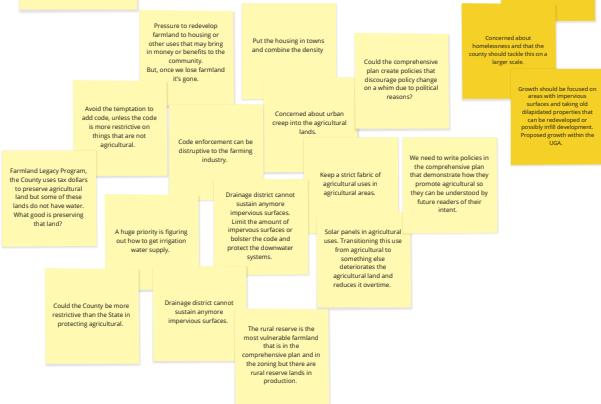 Pressure to redevelop
farmland to housing or
other uses that may bring
in money or benefits to the
community.
But, once we lose farmland
it's gone.
Put the housing in towns
and combine the density
Could the comprehensive
plan create policies that
discourage policy change
on a whim due to political
reasons?
Concerned about
homelessness and that the
county should tackle this on a
larger scale.
Growth should be focused on
areas with impervious
surfaces and taking old
dilapidated properties that
can be redeveloped or
possibly infill development.
Proposed growth within the
UGA.
Avoid the temptation to
add code, unless the code
is more restrictive on
things that are not
agricultural.
Code enforcement can be
disruptive to the farming
industry.
Concerned about urban
creep into the agricultural
lands.
Farmland Legacy Program,
the County uses tax dollars
to preserve agricultural
land but some of these
lands do not have water.
What good is preserving
that land?
Keep a strict fabric of
agricultural uses in
agricultural areas.
We need to write policies in
the comprehensive plan
that demonstrate how they
promote agricultural so
they can be understood by
future readers of their
intent.
Drainage district cannot
sustain anymore
impervious surfaces.
Limit the amount of
impervious surfaces or
bolster the code and
protect the downwater
systems.
A huge priority is figuring
out how to get irrigation
water supply.
Solar panels in agricultural
uses. Transitioning this use
from agricultural to
something else
deteriorates the
agricultural land and
reduces it overtime.
Could the County be more
restrictive than the State in
protecting agricultural.
Drainage district cannot
sustain anymore
impervious surfaces.
The rural reserve is the
most vulnerable farmland
that is in the
comprehensive plan and in
the zoning but there are
rural reserve lands in
production.